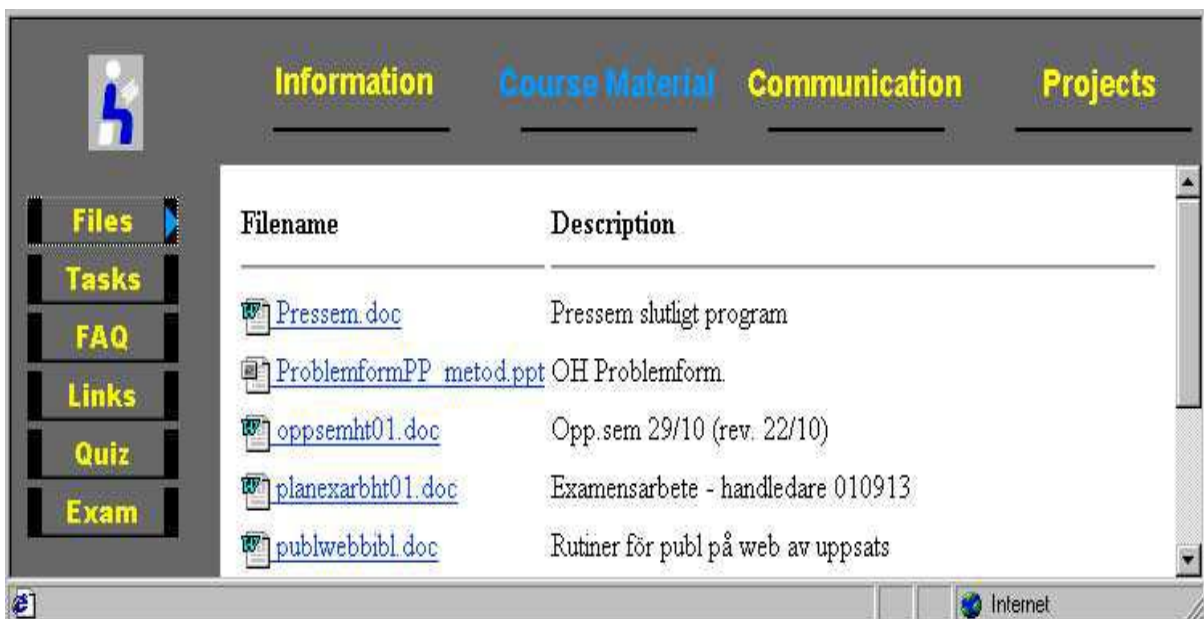 Information Course Material Communication Projects
Files
Tasks
FAQ
Links
Quiz
Exam
Filename Description
Pressem.doc Pressem slutligt program
ProblemformPP_metod.ppt OH Problemform.
oppsemht01.doc Opp.sem 29/10 (rev. 22/10)
planexarbht01.doc Examensarbete - handledare 010913
publwebbibl.doc Rutiner för publ på web av uppsats
Internet